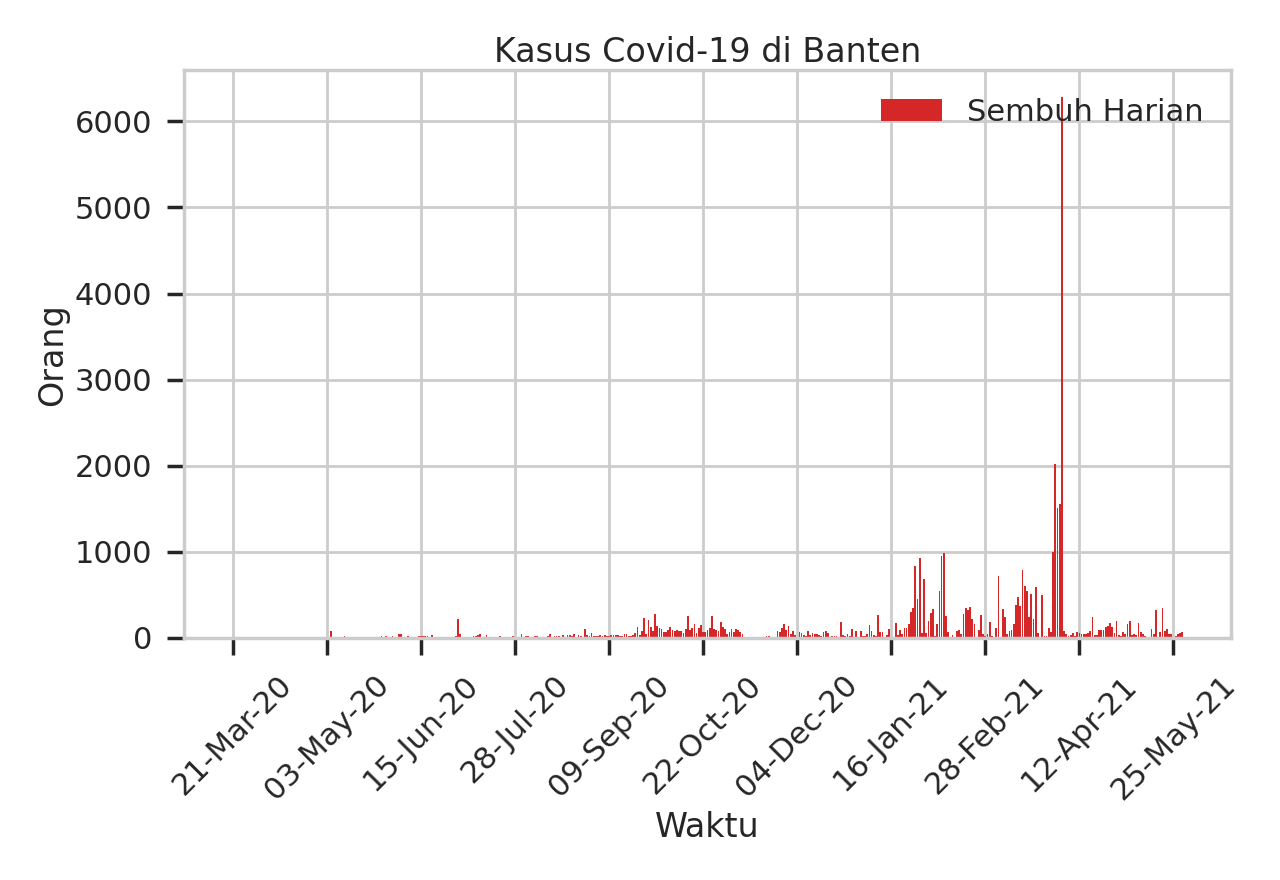 Kasus Covid-19 di Banten
Sembuh Harian
6000
5000
4000
3000
2000
1000
0
Orang
21-Mar-20
03-May-20
15-Jun-20
28-Jul-20
09-Sep-20
22-Oct-20
04-Dec-20
16-Jan-21
28-Feb-21
12-Apr-21
25-May-21
Waktu